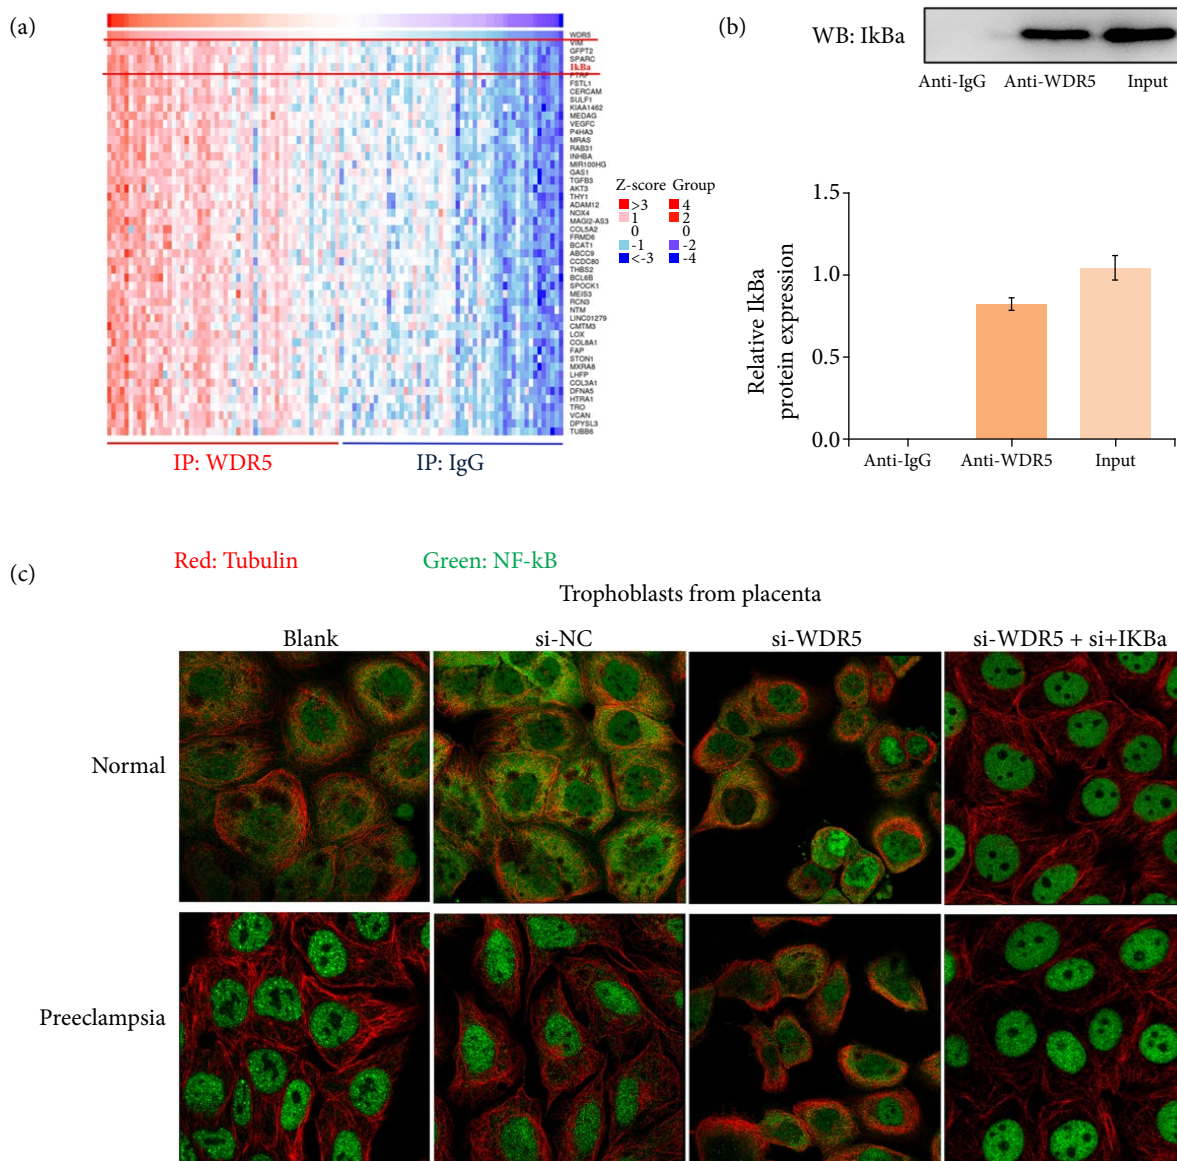 (a)
WDR5
VIM
GFPT2
SPARC
IkBa
PTRF
FSTL1
CERCAM
SULF1
KIAA1462
MEDAG
VEGFC
P4HA3
MRAS
RAB31
INHBA
MIR100HG
GAS1
TGFB3
AKT3
THY1
ADAM12
NOX4
MAGI2-AS3
COL5A2
FRMD6
BCAT1
ABCC9
CCDC80
THBS2
BCL6B
SPOCK1
MEIS3
RCN3
NTM
LINC01279
CMTM3
LOX
COL8A1
FAP
STON1
MXRA8
LHFP
COL3A1
DFNA5
HTRA1
TRO
VCAN
DPYSL3
TUBB6
Z-score Group
>3 4
1 2
0 0
-1 -2
<-3 -4
IP: WDR5 IP: IgG
(b)
WB: IkBa
Anti-IgG Anti-WDR5 Input
Relative IkBa
protein expression
1.5
1.0
0.5
0.0
Anti-IgG Anti-WDR5 Input
(c)
Red: Tubulin Green: NF-kB
Trophoblasts from placenta
Blank si-NC si-WDR5 si-WDR5 + si+IKBa
Normal
Preeclampsia